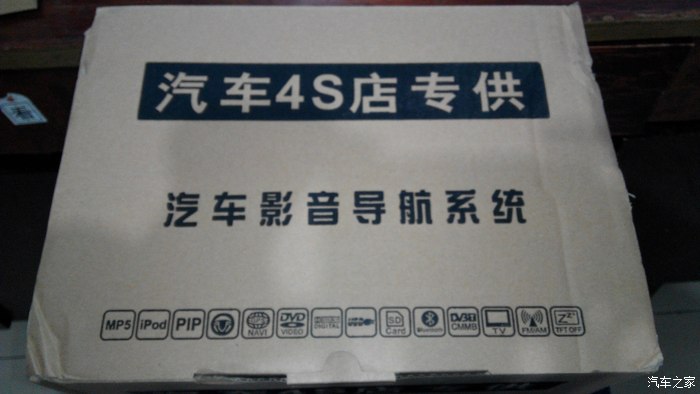 汽车4S店专供
汽车影音导航系统
MP5 iPod PIP NAVI DVD VIDEO DIGITAL SD Card Bluetooth DVB-T CMMB TV FM/AM Zzz TFT OFF
汽车之家